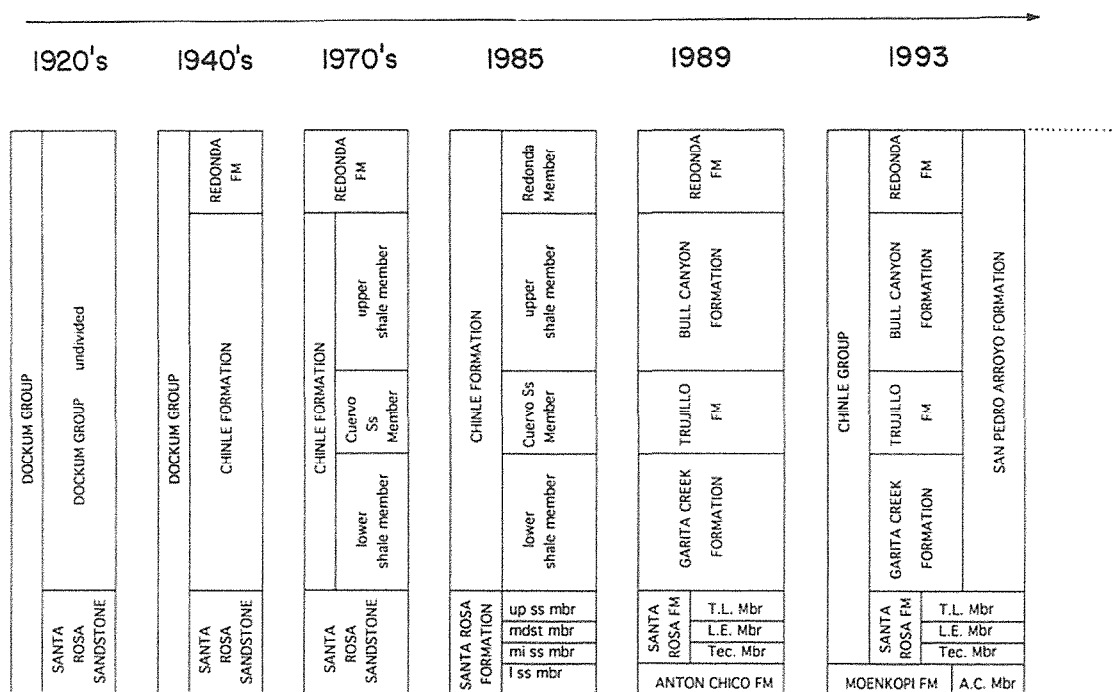 1920's
1940's
1970's
1985
1989
1993
DOCKUM GROUP
DOCKUM GROUP undivided
SANTA
ROSA
SANDSTONE
DOCKUM GROUP
REDONDA
FM
CHINLE FORMATION
SANTA
ROSA
SANDSTONE
REDONDA
FM
CHINLE FORMATION
upper
shale member
Cuervo
Ss
Member
lower
shale member
SANTA
ROSA
SANDSTONE
CHINLE FORMATION
Redonda
Member
upper
shale member
Cuervo Ss
Member
lower
shale member
SANTA ROSA
FORMATION
up ss mbr
mdst mbr
mi ss mbr
l ss mbr
REDONDA
FM
BULL CANYON
FORMATION
TRUJILLO
FM
GARITA CREEK
FORMATION
SANTA
ROSA FM
T.L. Mbr
L.E. Mbr
Tec. Mbr
ANTON CHICO FM
CHINLE GROUP
REDONDA
FM
BULL CANYON
FORMATION
TRUJILLO
FM
GARITA CREEK
FORMATION
SAN PEDRO ARROYO FORMATION
SANTA
ROSA FM
T.L. Mbr
L.E. Mbr
Tec. Mbr
MOENKOPI FM
A.C. Mbr